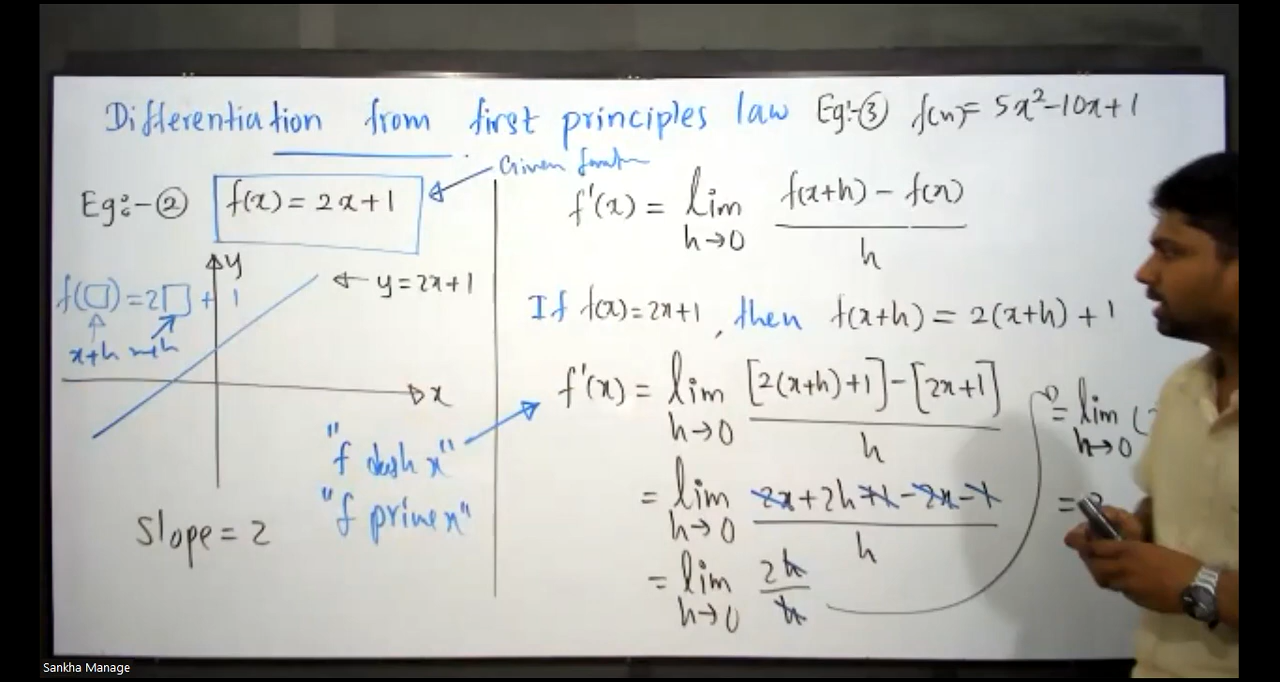 Differentiation from first principles law Eg:-③ f(x)= 5x²-10x+1
Eg:-② f(x) = 2x+1
Given
f(□)=2□+1
x+h x+h
y
x
y=2x+1
"f dash x"
"f prime x"
Slope = 2
f'(x) = lim h→0 f(x+h) - f(x) / h
If f(x)=2x+1, then f(x+h) = 2(x+h)+1
f'(x) = lim h→0 [2(x+h)+1]-[2x+1] / h
= lim h→0 2x+2h+1-2x-1 / h
= lim h→0 2h / h
= lim h→0 (
=
Sankha Manage